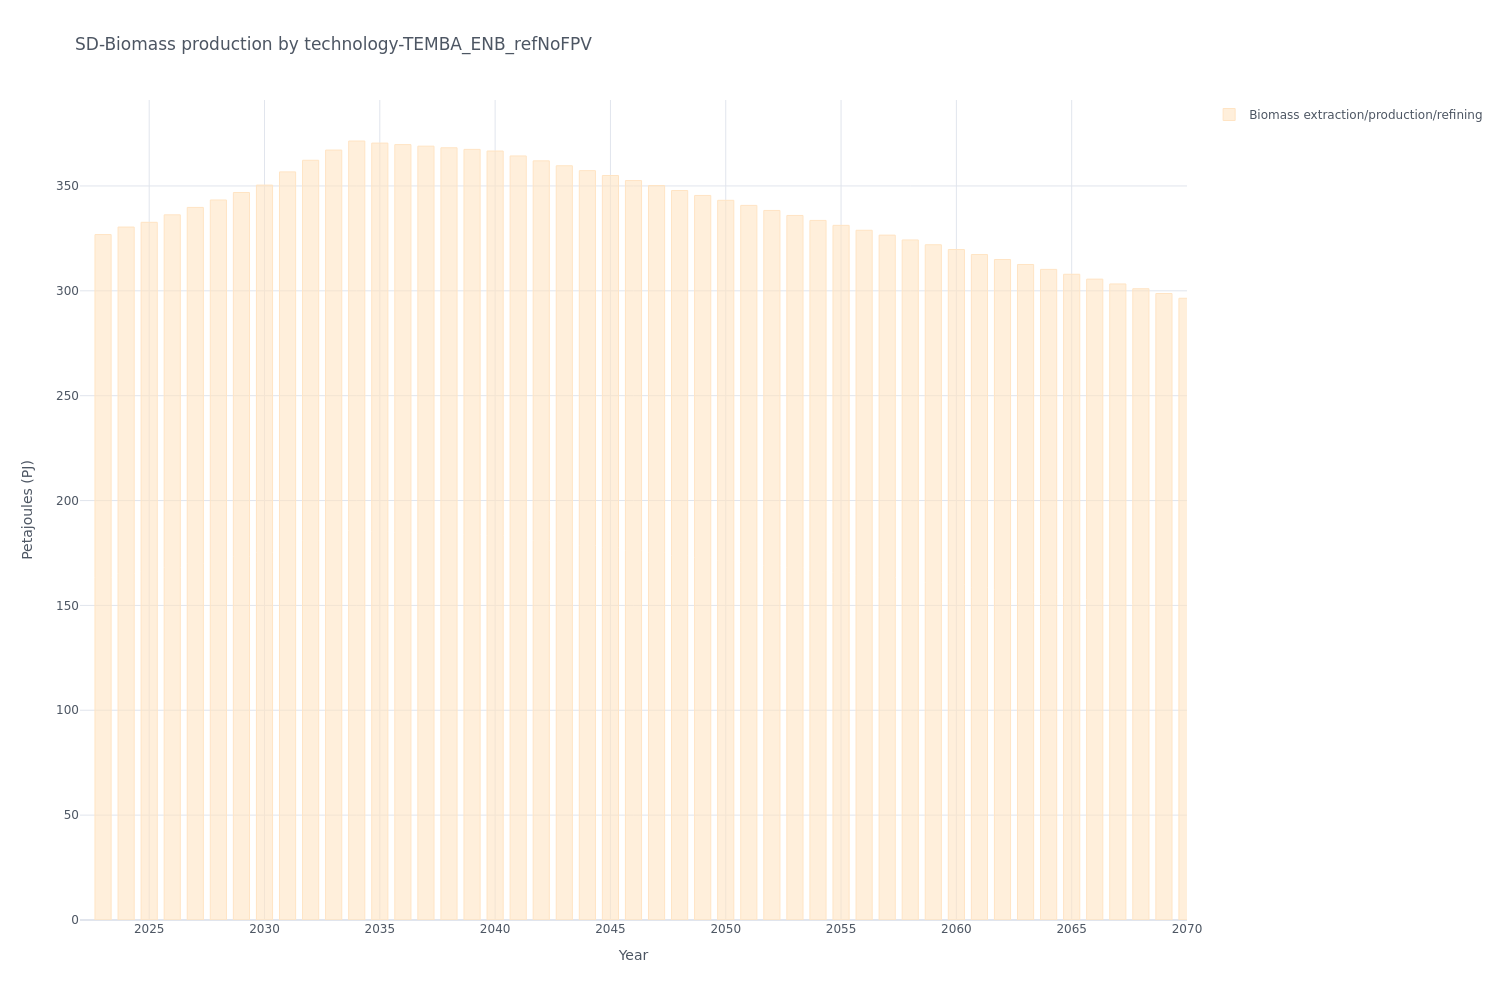 SD-Biomass production by technology-TEMBA_ENB_refNoFPV
Biomass extraction/production/refining
350
300
250
200
150
100
50
0
Petajoules (PJ)
2025 2030 2035 2040 2045 2050 2055 2060 2065 2070
Year